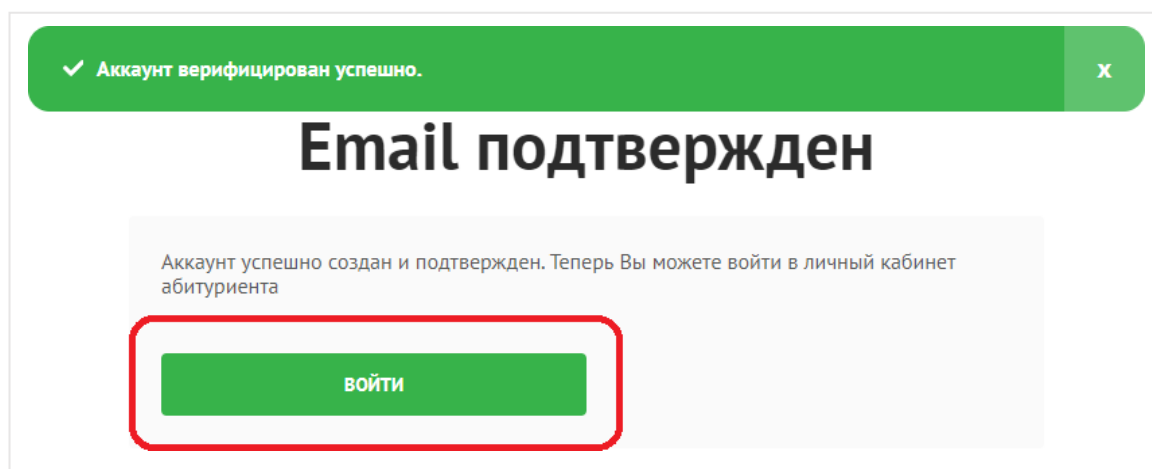 Аккаунт верифицирован успешно.
x
Email подтвержден
Аккаунт успешно создан и подтвержден. Теперь Вы можете войти в личный кабинет
абитуриента
ВОЙТИ